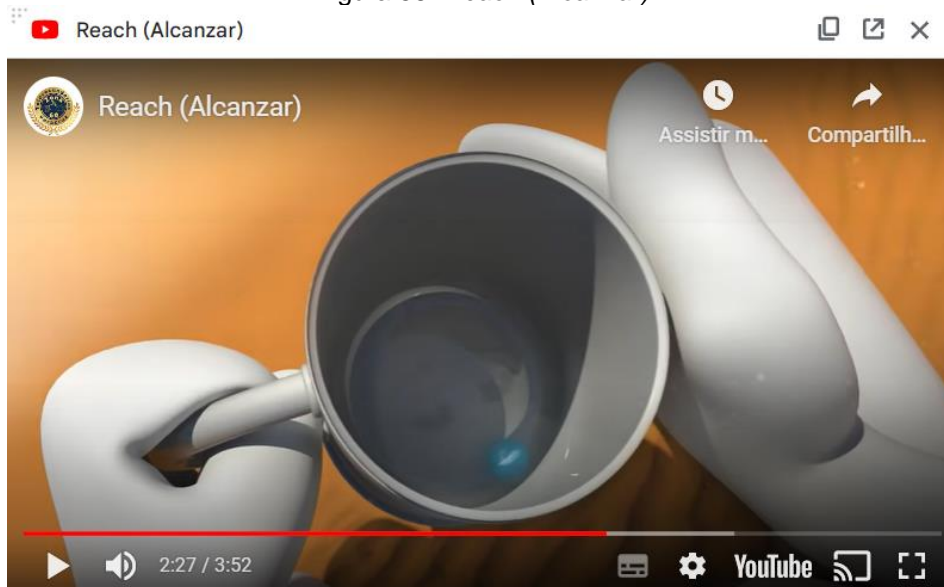 Reach (Alcanzar)
Reach (Alcanzar)
Assistir m...
Compartilh...
2:27 / 3:52
YouTube